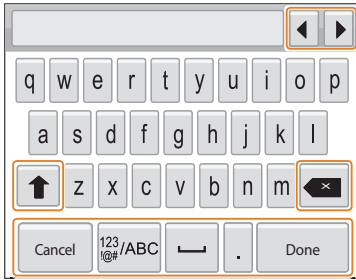 q w e r t y u i o p
a s d f g h j k l
z x c v b n m ×
Cancel 123 !@# /ABC . Done